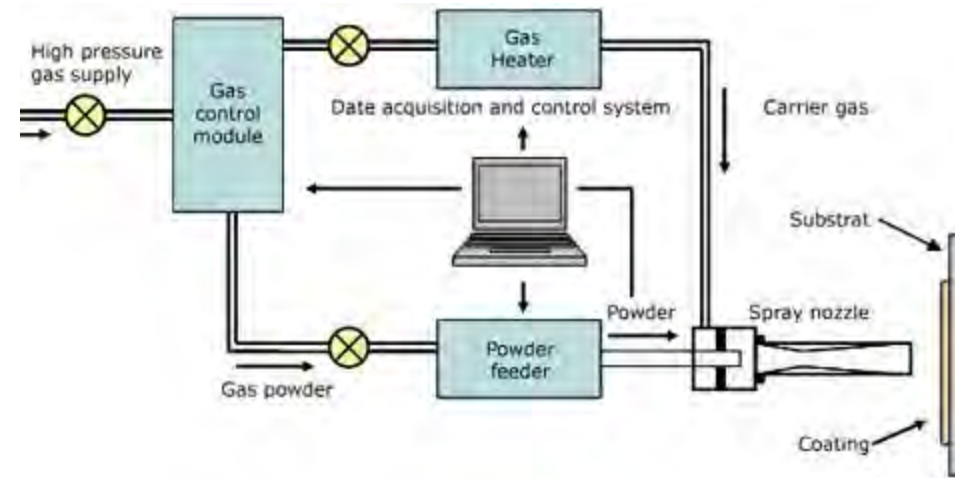 High pressure
gas supply
Gas
control
module
Gas
Heater
Date acquisition and control system
Carrier gas
Substrat
Powder
Spray nozzle
Powder
feeder
Gas powder
Coating